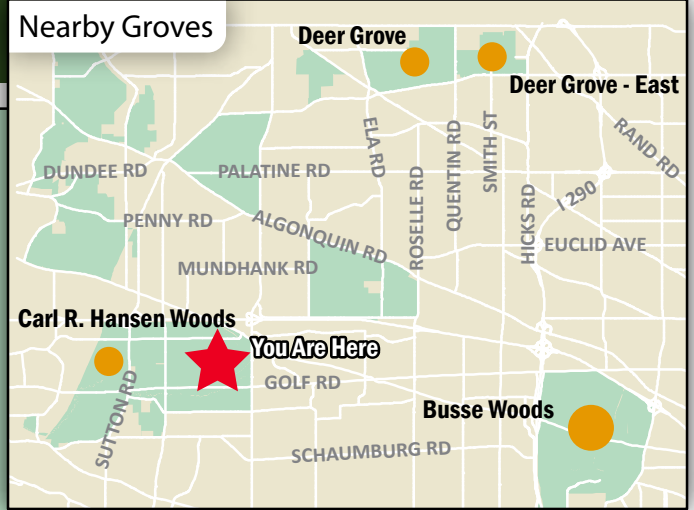 Nearby Groves
Deer Grove
Deer Grove - East
ELA RD
ROSELLE RD
QUENTIN RD
SMITH ST
HICKS RD
RAND RD
I 290
DUNDEE RD
PALATINE RD
PENNY RD
ALGONQUIN RD
EUCLID AVE
MUNDHANK RD
Carl R. Hansen Woods
You Are Here
GOLF RD
SUTTON RD
Busse Woods
SCHAUMBURG RD